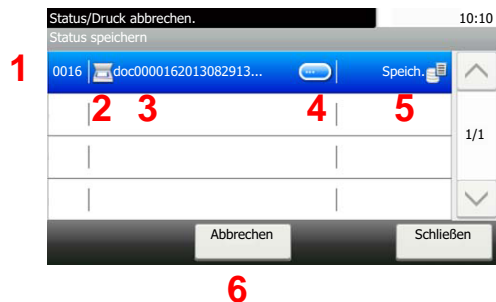 Status/Druck abbrechen. 10:10
Status speichern
1 0016 doc0000162013082913... Speich.
2 3 4 5
1/1
Abbrechen Schließen
6